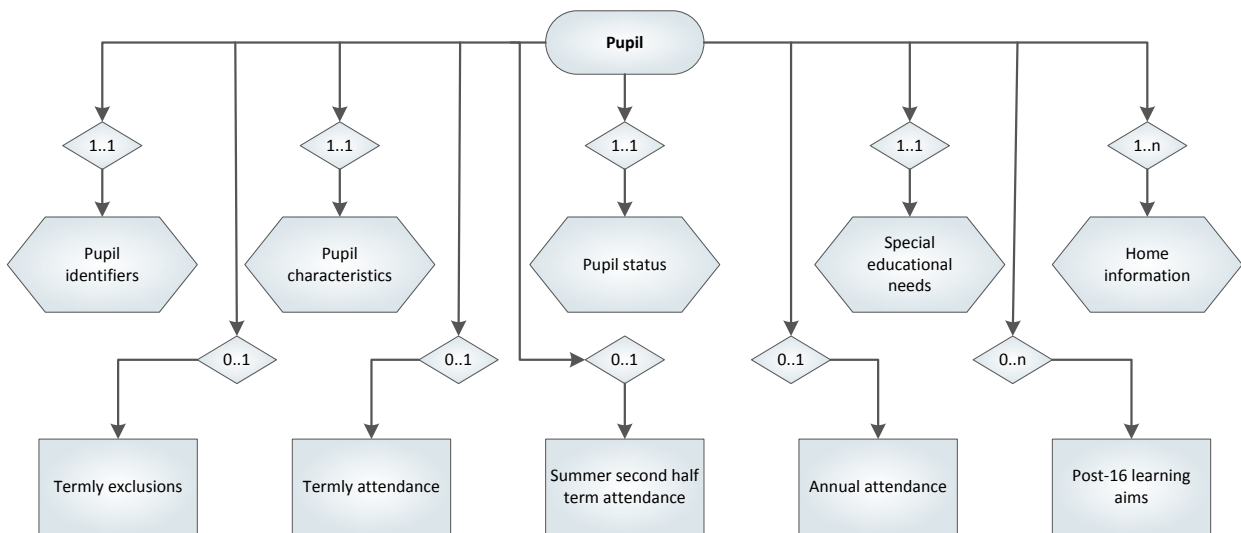 Pupil
1..1
1..1
1..1
1..1
1..n
Pupil
identifiers
Pupil
characteristics
Pupil status
Special
educational
needs
Home
information
0..1
0..1
0..1
0..1
0..n
Termly exclusions
Termly attendance
Summer second half
term attendance
Annual attendance
Post-16 learning
aims